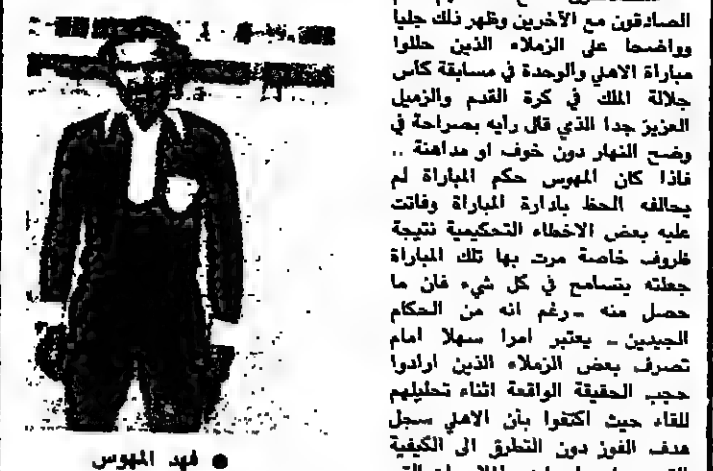 الصادقون مع الآخرين وظهر ذلك جليا
وواضحا على الزملاء الذين حللوا
مباراة الاهلي والوحدة في مسابقة كأس
جلالة الملك في كرة القدم والزميل
العزيز جدا الذي قال رايه بصراحة في
وضح النهار دون خوف او مداهنة ..
فاذا كان المهوس حكم المباراة لم
يحالفه الحظ بادارة المباراة وفاتت
عليه بعض الاخطاء التحكيمية نتيجة
ظروف خاصة مرت بها تلك المباراة
جعلته يتسامح في كل شيء فان ما
حصل منه - رغم انه من الحكام
الجيدين - يعتبر امرا سهلا امام
تصرف بعض الزملاء الذين ارادوا
حجب الحقيقة الواقعة اثناء تحليلهم
للقاء حيث اكتفوا بأن الاهلي سجل
هدف الفوز دون التطرق الى الكيفية
● فهد المهوس